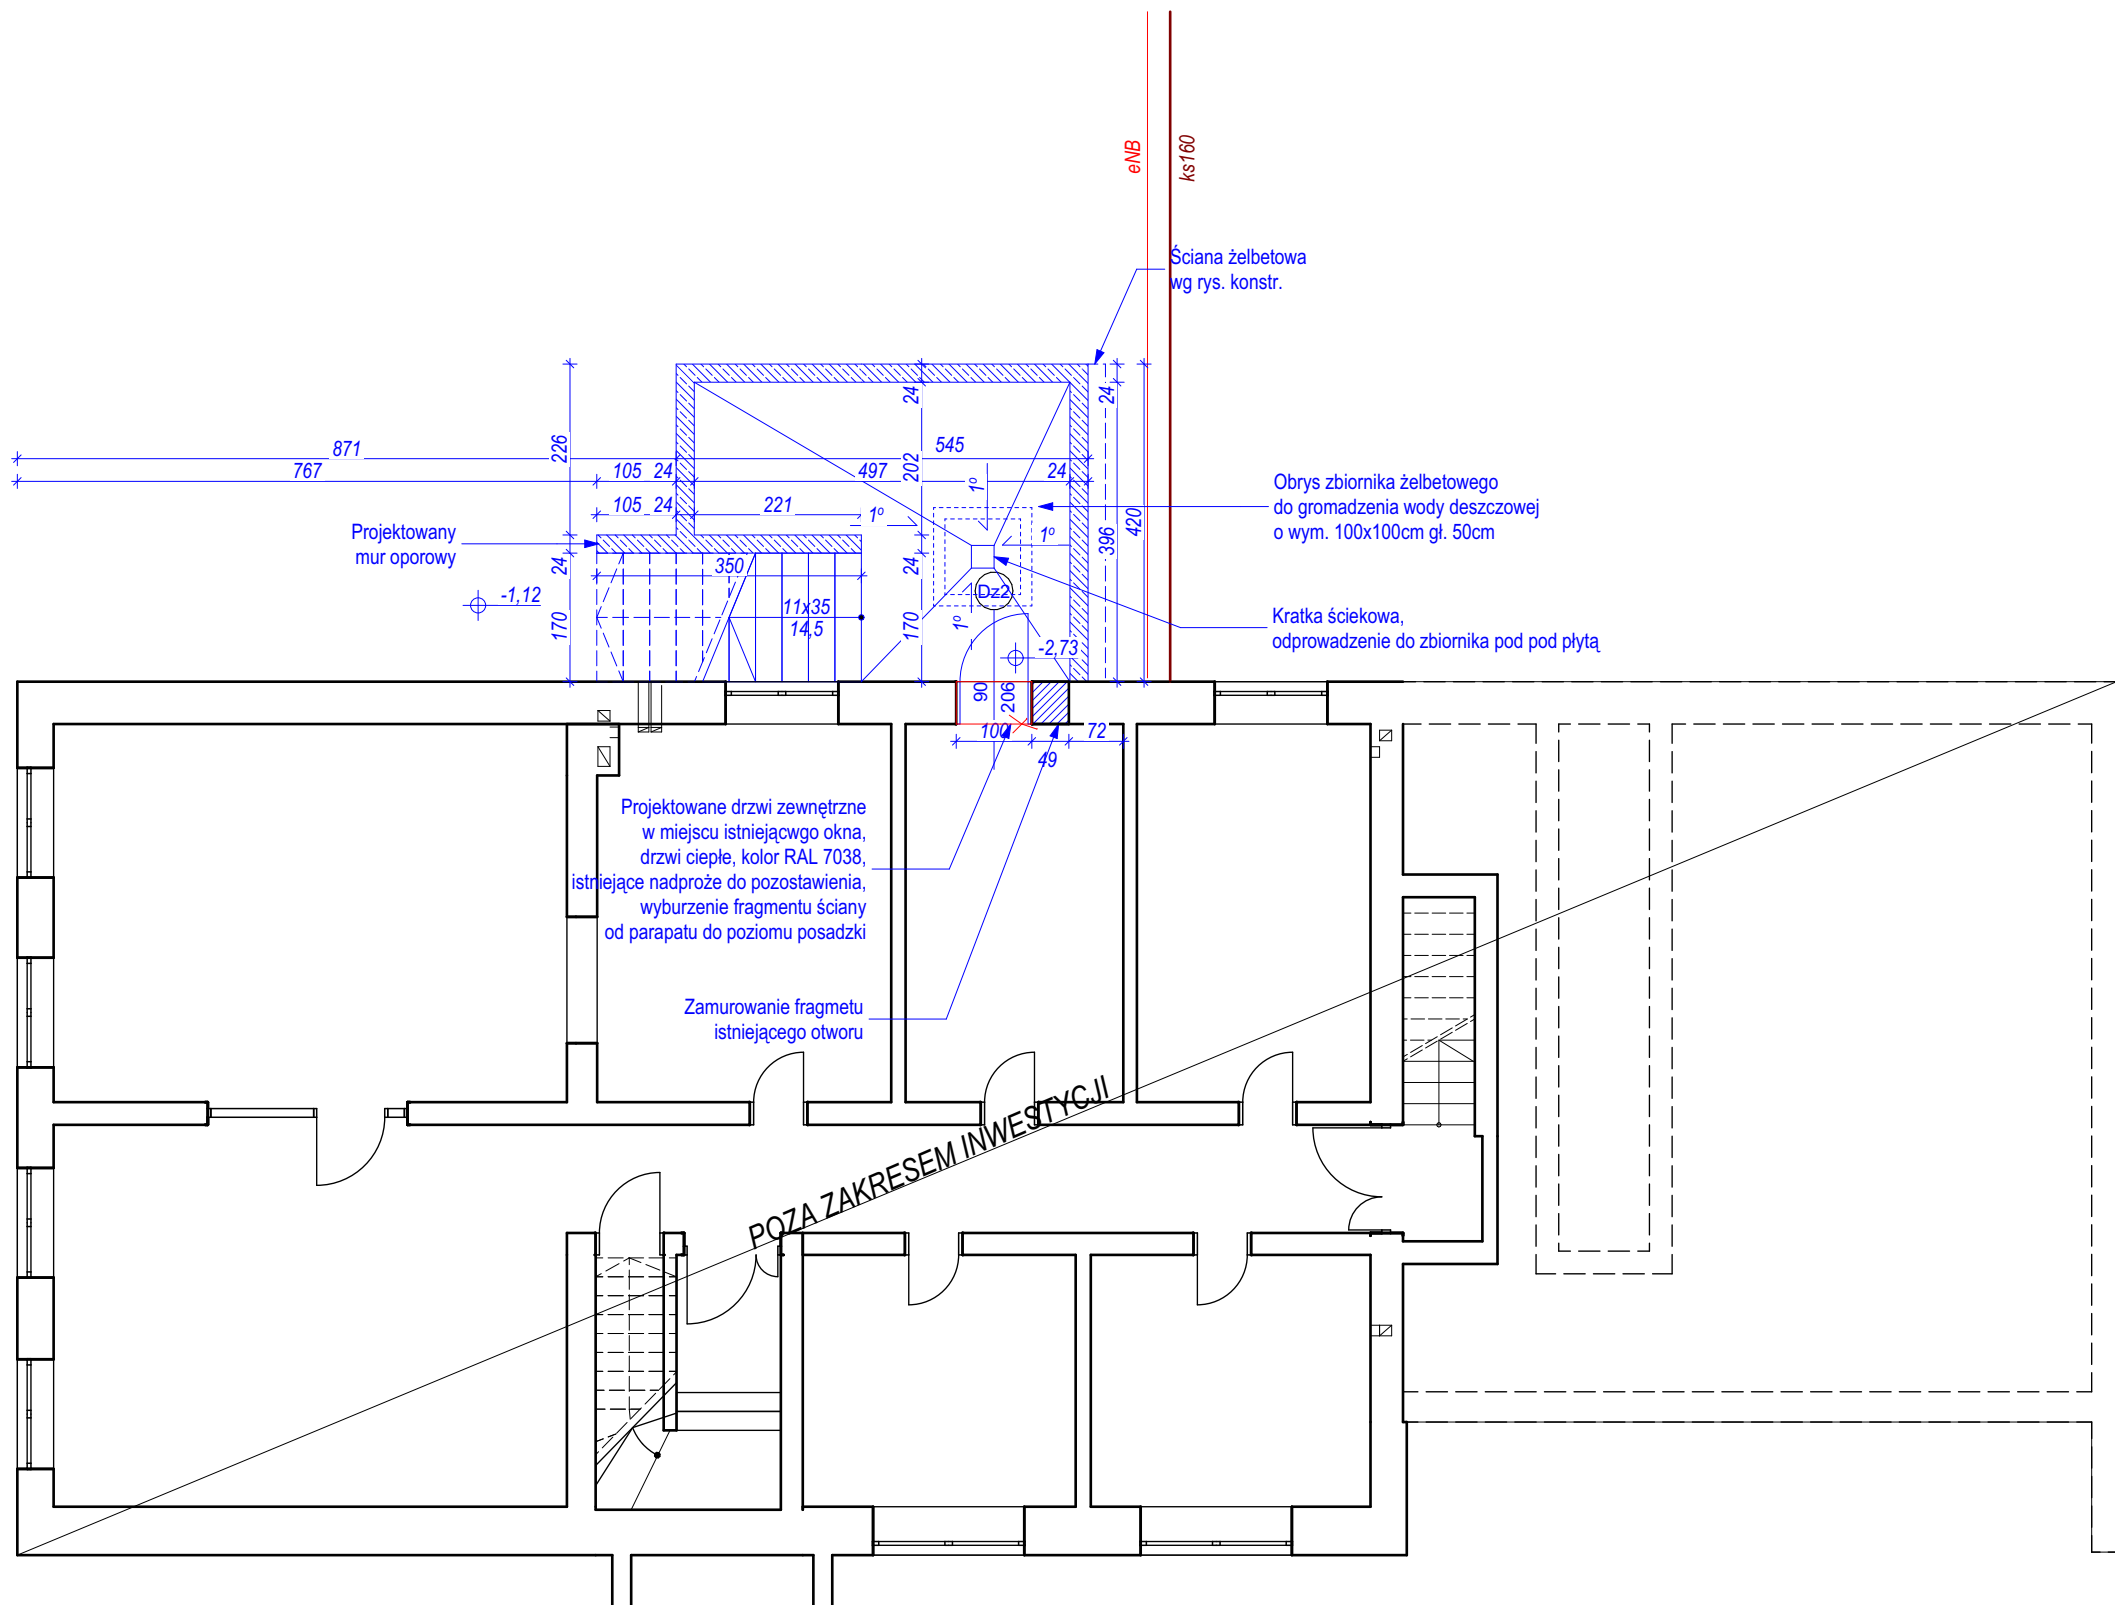 eNB
ks160
Ściana żelbetowa
wg rys. konstr.
24
24
226
871
545
767
105
24
497
202
24
1º
105
24
221
1º
1º
396
420
Obrys zbiornika żelbetowego
do gromadzenia wody deszczowej
o wym. 100x100cm gł. 50cm
Projektowany
mur oporowy
24
350
24
-1,12
11x35
14,5
Dz2
170
170
1º
-2,73
Kratka ściekowa,
odprowadzenie do zbiornika pod pod płytą
90
206
100
72
49
Projektowane drzwi zewnętrzne
w miejscu istniejącwgo okna,
drzwi ciepłe, kolor RAL 7038,
istniejące nadproże do pozostawienia,
wyburzenie fragmentu ściany
od parapatu do poziomu posadzki
Zamurowanie fragmetu
istniejącego otworu
POZA ZAKRESEM INWESTYCJI